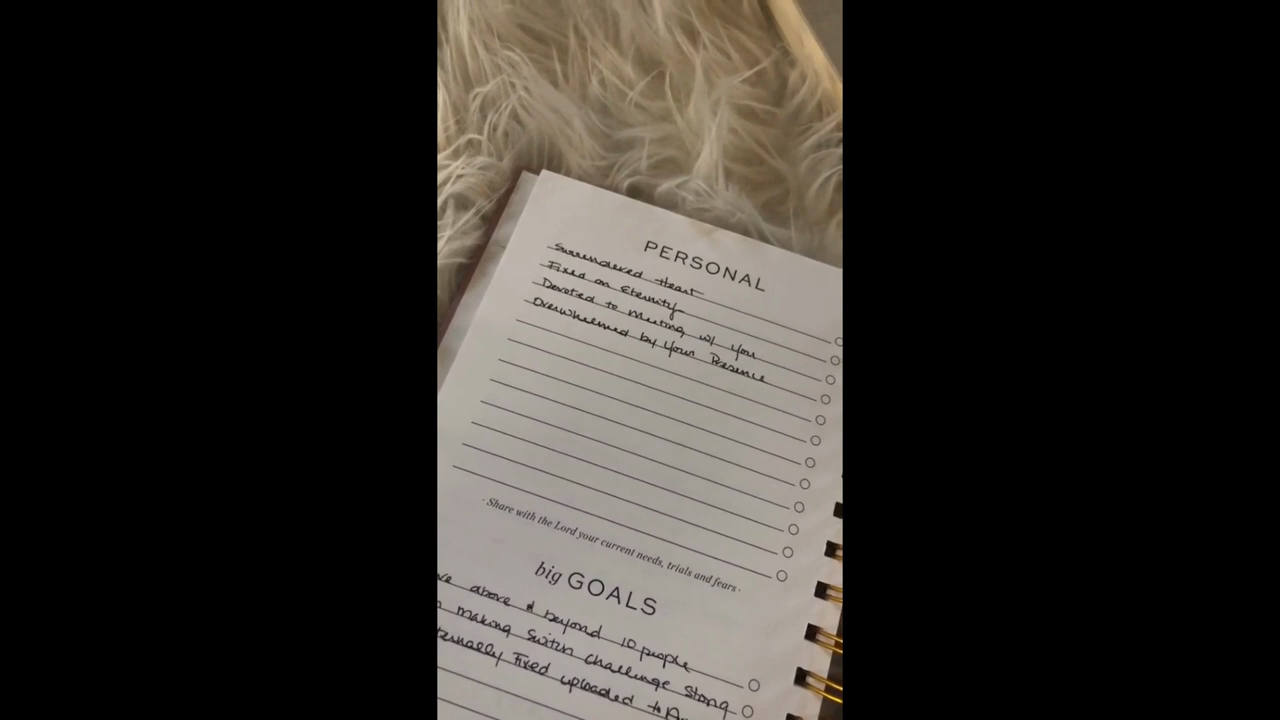 PERSONAL
Surrendered Heart
Fixed on Eternity
Devoted to Meeting w/ You
Overwhelmed by Your Presence
· Share with the Lord your current needs, trials and fears ·
big GOALS
above & beyond 10 people
making Switch challenge strong
Fixed uploaded to